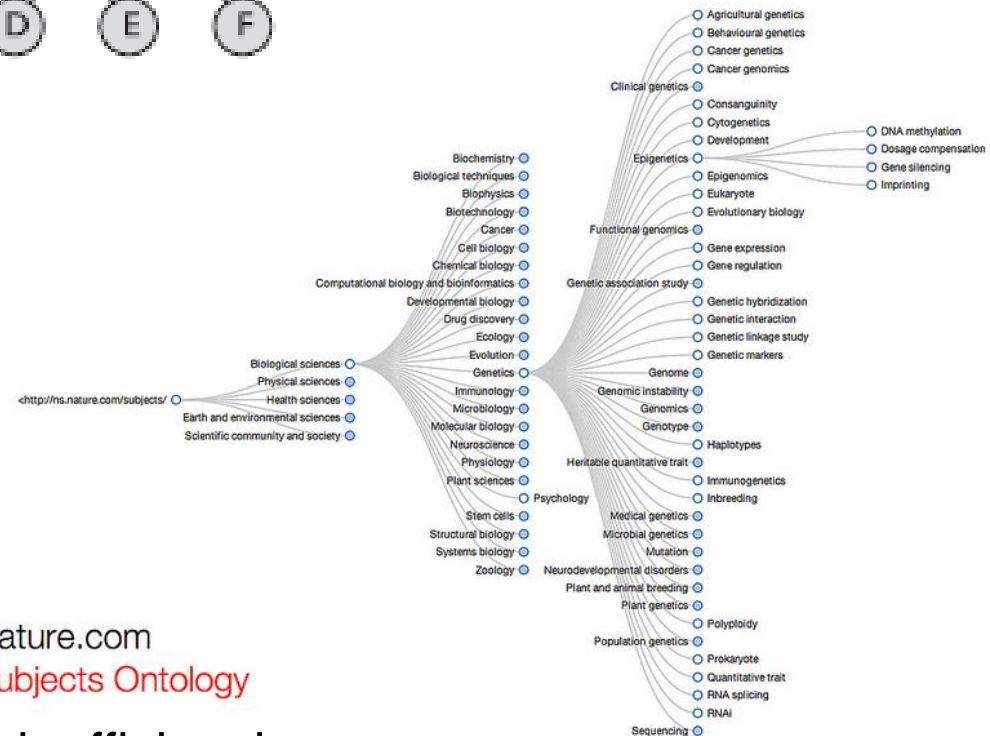 D E F
<http://ns.nature.com/subjects/
Biological sciences
Physical sciences
Health sciences
Earth and environmental sciences
Scientific community and society
Biochemistry
Biological techniques
Biophysics
Biotechnology
Cancer
Cell biology
Chemical biology
Computational biology and bioinformatics
Developmental biology
Drug discovery
Ecology
Evolution
Genetics
Immunology
Microbiology
Molecular biology
Neuroscience
Physiology
Plant sciences
Psychology
Stem cells
Structural biology
Systems biology
Zoology
Agricultural genetics
Behavioural genetics
Cancer genetics
Cancer genomics
Clinical genetics
Consanguinity
Cytogenetics
Development
Epigenetics
Epigenomics
Eukaryote
Evolutionary biology
Functional genomics
Gene expression
Gene regulation
Genetic association study
Genetic hybridization
Genetic interaction
Genetic linkage study
Genetic markers
Genome
Genomic instability
Genomics
Genotype
Haplotypes
Heritable quantitative trait
Immunogenetics
Inbreeding
Medical genetics
Microbial genetics
Mutation
Neurodevelopmental disorders
Plant and animal breeding
Plant genetics
Polyploidy
Population genetics
Prokaryote
Quantitative trait
RNA splicing
RNAi
Sequencing
DNA methylation
Dosage compensation
Gene silencing
Imprinting
ature.com
ubjects Ontology